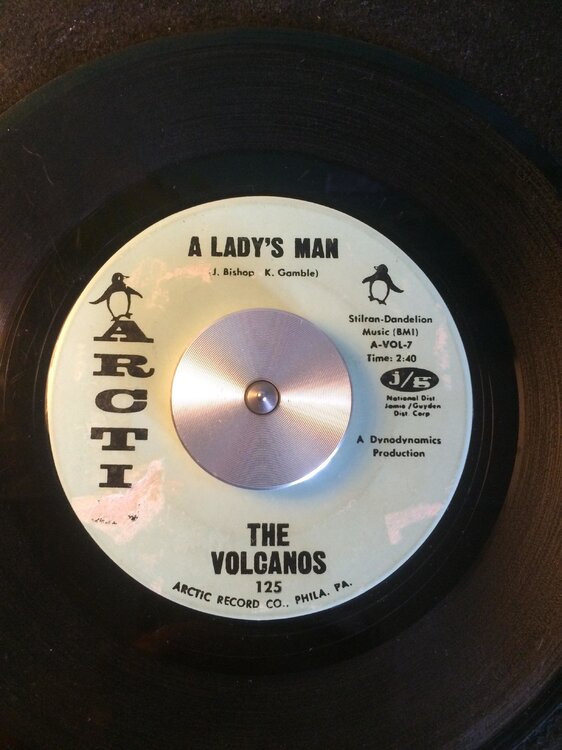 A LADY'S MAN
(J. Bishop K. Gamble)
ARCTI
Stilran-Dandelion
Music (BMI)
A-VOL-7
Time: 2:40
j/g
National Dist
Jamie/Guyden
Dist Corp
A Dynodynamics
Production
THE
VOLCANOS
125
ARCTIC RECORD CO., PHILA. PA.